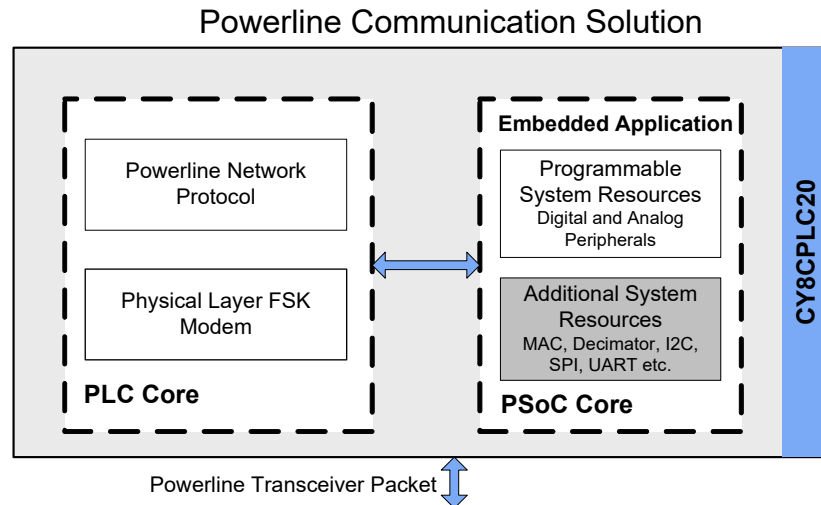 Powerline Communication Solution
Powerline Network
Protocol
Physical Layer FSK
Modem
PLC Core
Embedded Application
Programmable
System Resources
Digital and Analog
Peripherals
Additional System
Resources
MAC, Decimator, I2C,
SPI, UART etc.
PSoC Core
CY8CPLC20
Powerline Transceiver Packet